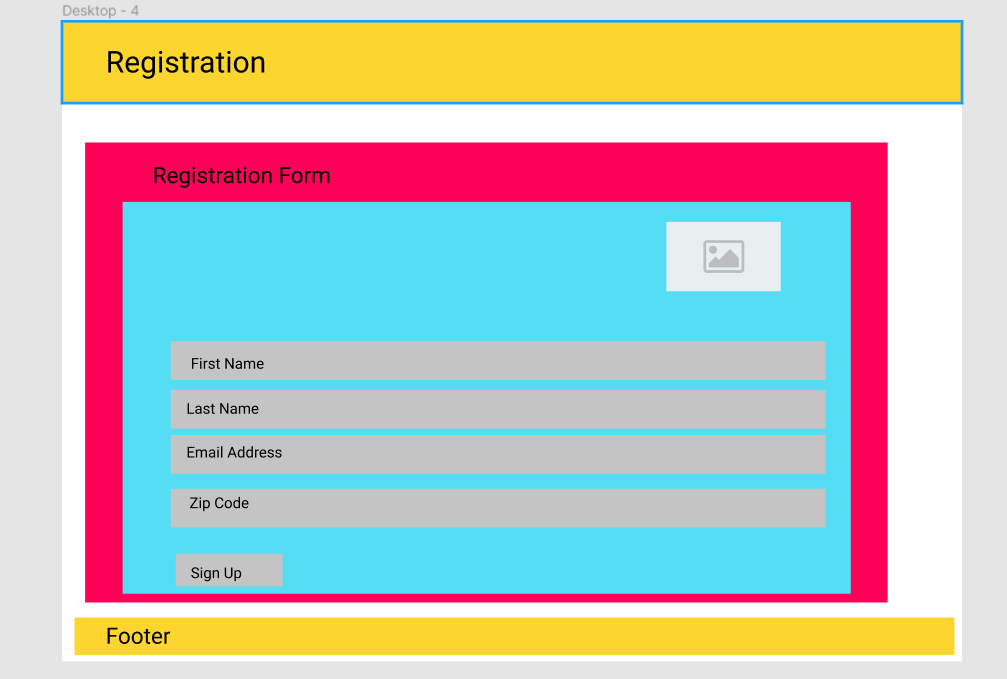 Desktop - 4
Registration
Registration Form
First Name
Last Name
Email Address
Zip Code
Sign Up
Footer